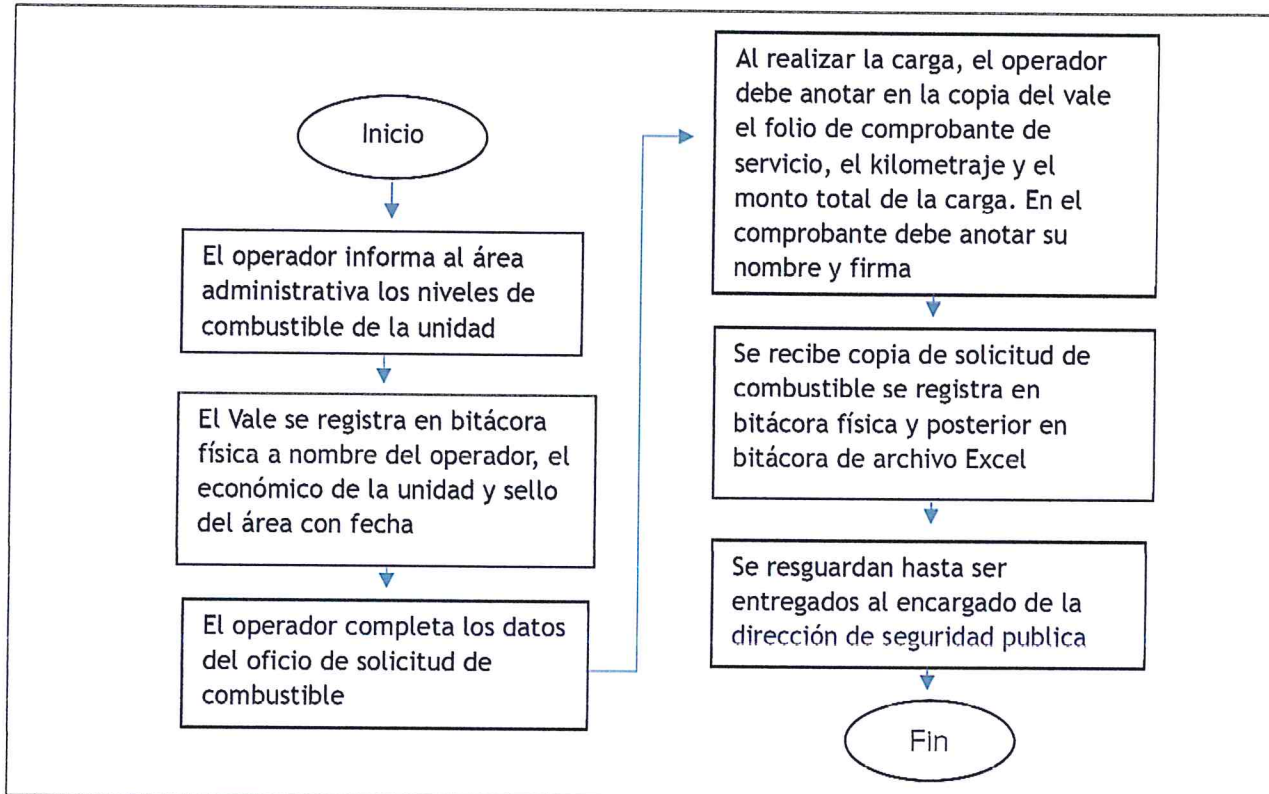 Inicio
El operador informa al área
administrativa los niveles de
combustible de la unidad
El Vale se registra en bitácora
física a nombre del operador, el
económico de la unidad y sello
del área con fecha
El operador completa los datos
del oficio de solicitud de
combustible
Al realizar la carga, el operador
debe anotar en la copia del vale
el folio de comprobante de
servicio, el kilometraje y el
monto total de la carga. En el
comprobante debe anotar su
nombre y firma
Se recibe copia de solicitud de
combustible se registra en
bitácora física y posterior en
bitácora de archivo Excel
Se resguardan hasta ser
entregados al encargado de la
dirección de seguridad publica
Fin